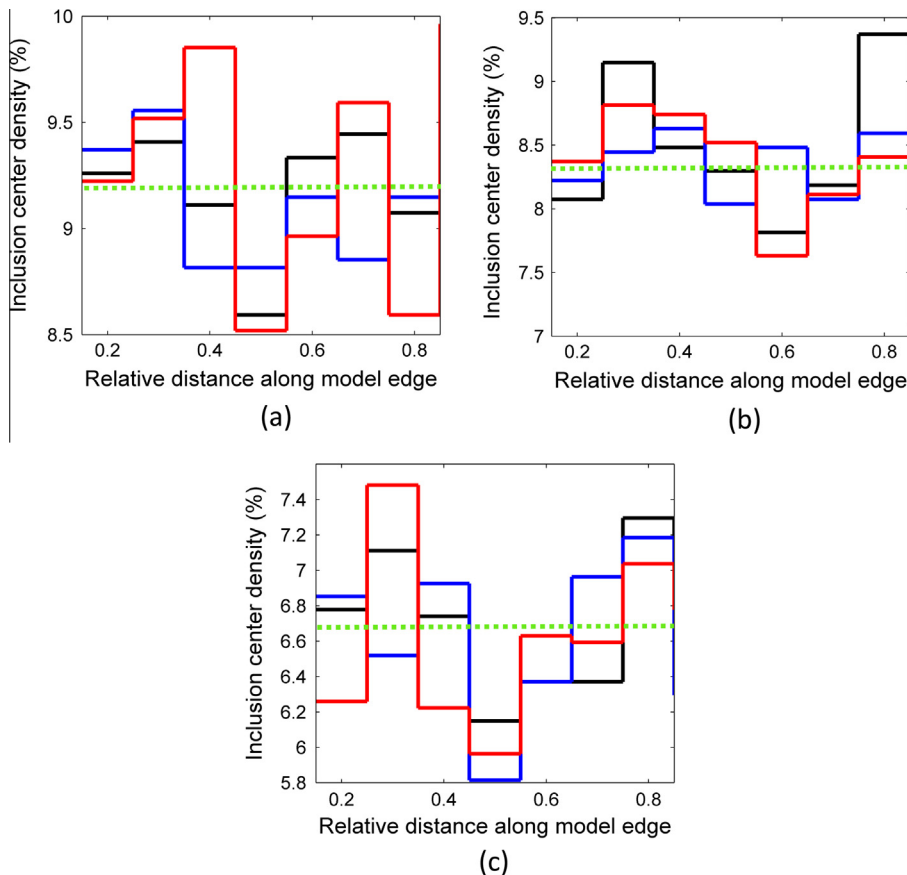 10
9.5
9
8.5
Inclusion center density (%)
0.2 0.4 0.6 0.8
Relative distance along model edge
(a)
9.5
9
8.5
8
7.5
7
Inclusion center density (%)
0.2 0.4 0.6 0.8
Relative distance along model edge
(b)
7.4
7.2
7
6.8
6.6
6.4
6.2
6
5.8
Inclusion center density (%)
0.2 0.4 0.6 0.8
Relative distance along model edge
(c)